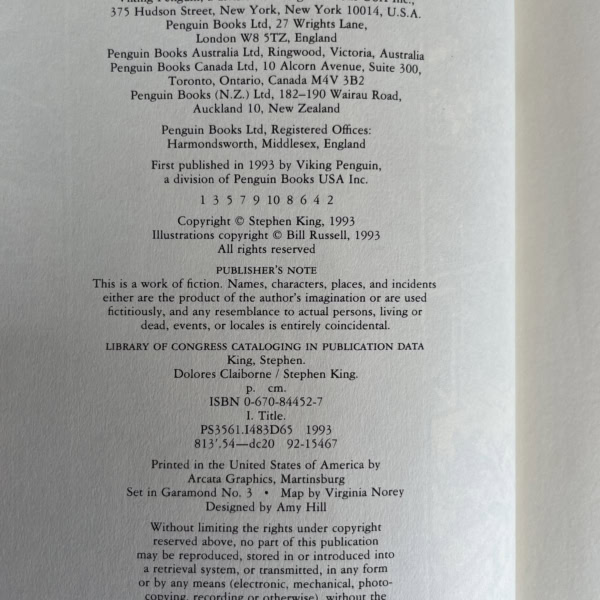 375 Hudson Street, New York, New York 10014, U.S.A.
Penguin Books Ltd, 27 Wrights Lane,
London W8 5TZ, England
Penguin Books Australia Ltd, Ringwood, Victoria, Australia
Penguin Books Canada Ltd, 10 Alcorn Avenue, Suite 300,
Toronto, Ontario, Canada M4V 3B2
Penguin Books (N.Z.) Ltd, 182–190 Wairau Road,
Auckland 10, New Zealand
Penguin Books Ltd, Registered Offices:
Harmondsworth, Middlesex, England
First published in 1993 by Viking Penguin,
a division of Penguin Books USA Inc.
1 3 5 7 9 10 8 6 4 2
Copyright © Stephen King, 1993
Illustrations copyright © Bill Russell, 1993
All rights reserved
PUBLISHER'S NOTE
This is a work of fiction. Names, characters, places, and incidents
either are the product of the author's imagination or are used
fictitiously, and any resemblance to actual persons, living or
dead, events, or locales is entirely coincidental.
LIBRARY OF CONGRESS CATALOGING IN PUBLICATION DATA
King, Stephen.
Dolores Claiborne / Stephen King.
p. cm.
ISBN 0-670-84452-7
I. Title.
PS3561.I483D65 1993
813'.54—dc20 92-15467
Printed in the United States of America by
Arcata Graphics, Martinsburg
Set in Garamond No. 3 • Map by Virginia Norey
Designed by Amy Hill
Without limiting the rights under copyright
reserved above, no part of this publication
may be reproduced, stored in or introduced into
a retrieval system, or transmitted, in any form
or by any means (electronic, mechanical, photo-
copying, recording or otherwise), without the